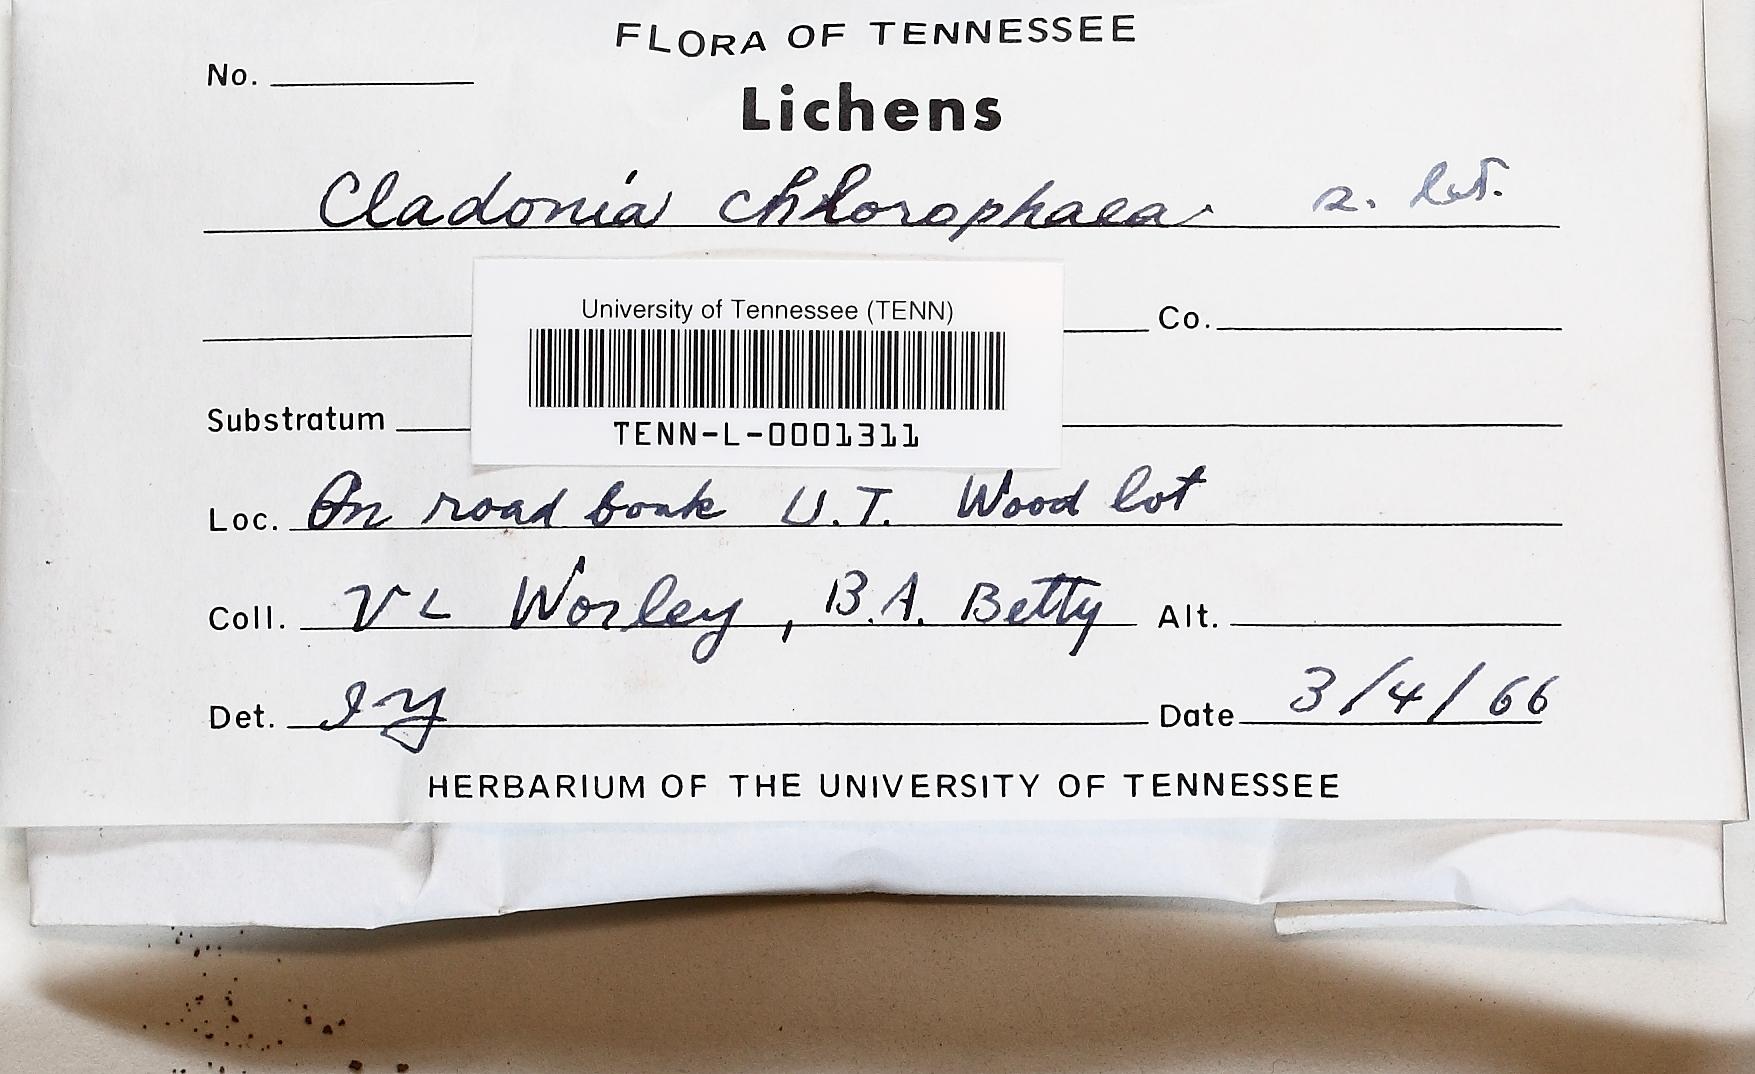 FLORA OF TENNESSEE
No.
Lichens
Cladonia chlorophaea s. lat.
University of Tennessee (TENN)
Co.
TENN-L-0001311
Substratum
Loc. On road bank U.T. Wood lot
Coll. V L Worley, B.A. Betty Alt.
Det. Date 3/4/66
HERBARIUM OF THE UNIVERSITY OF TENNESSEE